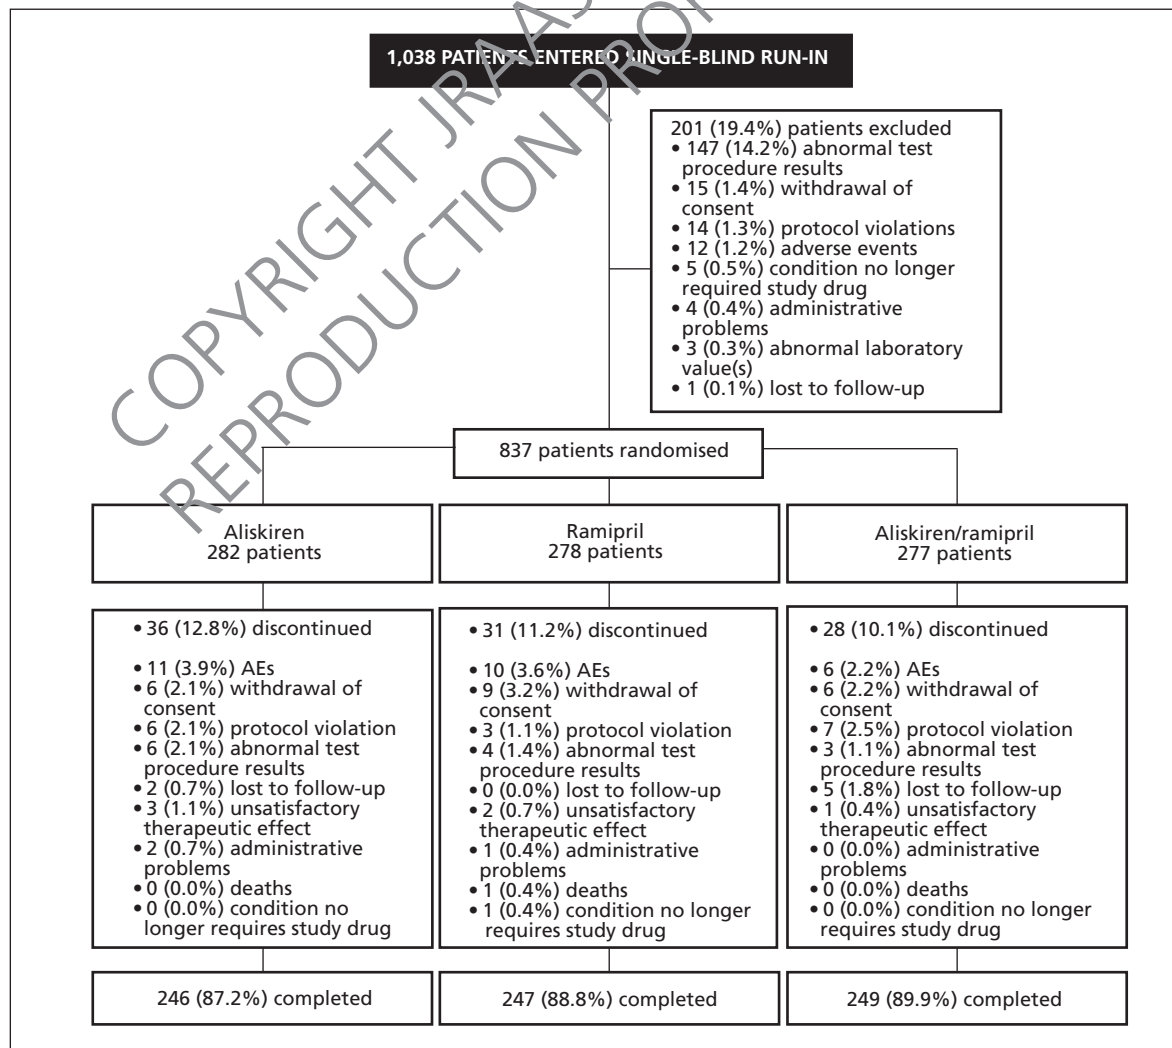 1,038 PATIENTS ENTERED SINGLE-BLIND RUN-IN
201 (19.4%) patients excluded
• 147 (14.2%) abnormal test
procedure results
• 15 (1.4%) withdrawal of
consent
• 14 (1.3%) protocol violations
• 12 (1.2%) adverse events
• 5 (0.5%) condition no longer
required study drug
• 4 (0.4%) administrative
problems
• 3 (0.3%) abnormal laboratory
value(s)
• 1 (0.1%) lost to follow-up
837 patients randomised
Aliskiren
282 patients
Ramipril
278 patients
Aliskiren/ramipril
277 patients
• 36 (12.8%) discontinued
• 11 (3.9%) AEs
• 6 (2.1%) withdrawal of
consent
• 6 (2.1%) protocol violation
• 6 (2.1%) abnormal test
procedure results
• 2 (0.7%) lost to follow-up
• 3 (1.1%) unsatisfactory
therapeutic effect
• 2 (0.7%) administrative
problems
• 0 (0.0%) deaths
• 0 (0.0%) condition no
longer requires study drug
• 31 (11.2%) discontinued
• 10 (3.6%) AEs
• 9 (3.2%) withdrawal of
consent
• 3 (1.1%) protocol violation
• 4 (1.4%) abnormal test
procedure results
• 0 (0.0%) lost to follow-up
• 2 (0.7%) unsatisfactory
therapeutic effect
• 1 (0.4%) administrative
problems
• 1 (0.4%) deaths
• 1 (0.4%) condition no longer
requires study drug
• 28 (10.1%) discontinued
• 6 (2.2%) AEs
• 6 (2.2%) withdrawal of
consent
• 7 (2.5%) protocol violation
• 3 (1.1%) abnormal test
procedure results
• 5 (1.8%) lost to follow-up
• 1 (0.4%) unsatisfactory
therapeutic effect
• 0 (0.0%) administrative
problems
• 0 (0.0%) deaths
• 0 (0.0%) condition no longer
requires study drug
246 (87.2%) completed
247 (88.8%) completed
249 (89.9%) completed
COPYRIGHT JRAAS
REPRODUCTION